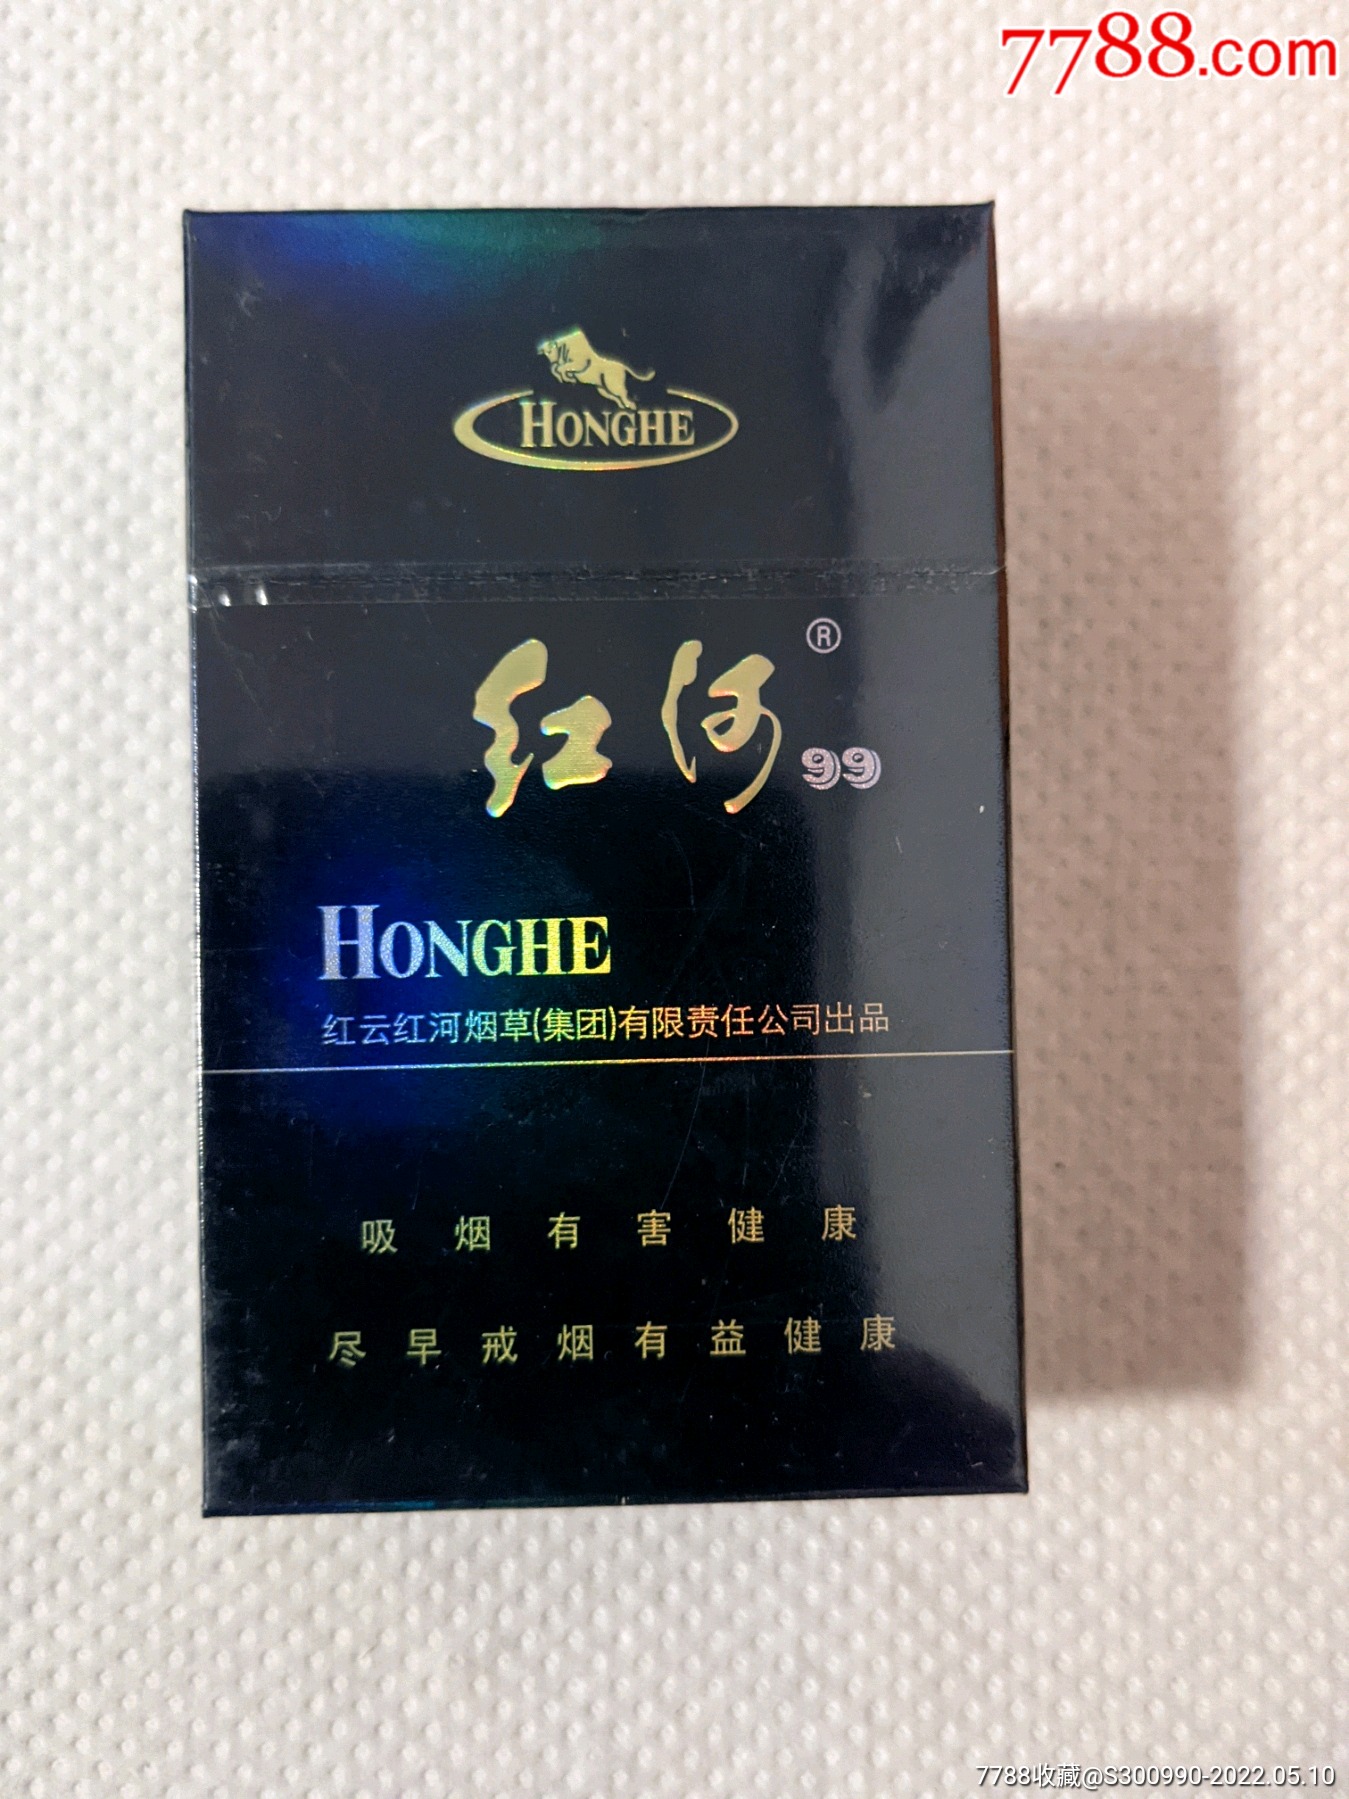 7788.com
HONGHE
红河®
99
HONGHE
红云红河烟草(集团)有限责任公司出品
吸烟有害健康
尽早戒烟有益健康
7788收藏@S300990-2022.05.10